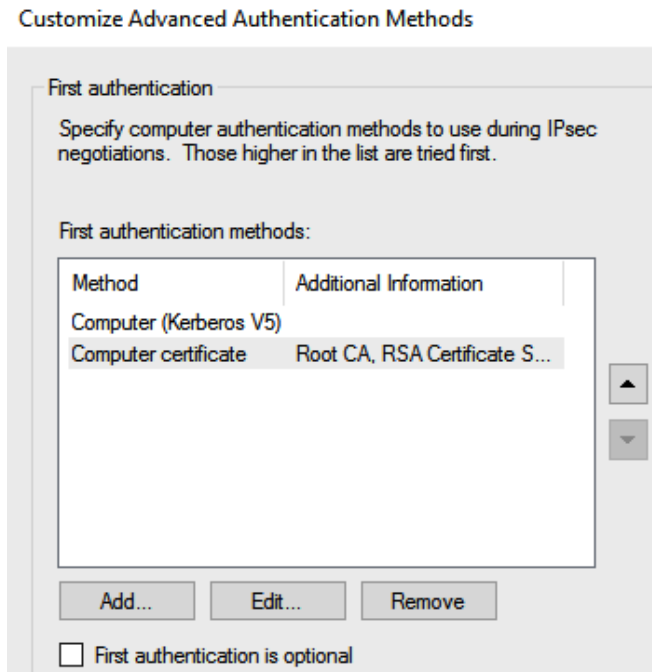 Customize Advanced Authentication Methods
First authentication
Specify computer authentication methods to use during IPsec
negotiations. Those higher in the list are tried first.
First authentication methods:
Method Additional Information
Computer (Kerberos V5)
Computer certificate Root CA, RSA Certificate S...
Add... Edit... Remove
First authentication is optional